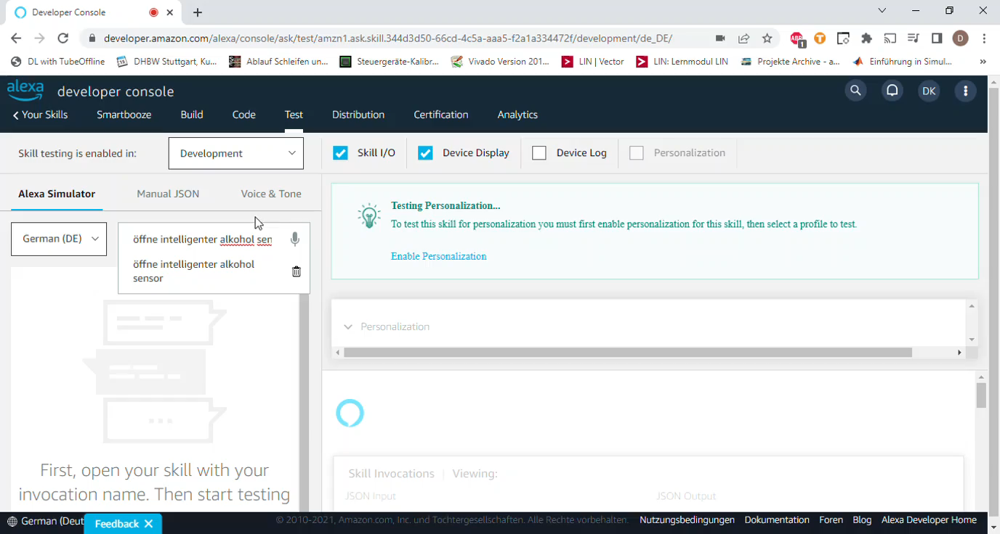 Developer Console
developer.amazon.com/alexa/console/ask/test/amzn1.ask.skill.344d3d50-66cd-4c5a-aaa5-f2a1a334472f/development/de_DE/
ABP
1
T
D
DL with TubeOffline
DHBW Stuttgart, Ku...
Ablauf Schleifen un...
Steuergeräte-Kalibr...
Vivado Version 201...
LIN | Vector
LIN: Lernmodul LIN
Projekte Archive - a...
Einführung in Simul...
»
alexa developer console
DK
Your Skills
Smartbooze
Build
Code
Test
Distribution
Certification
Analytics
Skill testing is enabled in:
Development
Skill I/O
Device Display
Device Log
Personalization
Alexa Simulator
Manual JSON
Voice & Tone
German (DE)
öffne intelligenter alkohol sen
öffne intelligenter alkohol
sensor
First, open your skill with your
invocation name. Then start testing
Testing Personalization...
To test this skill for personalization you must first enable personalization for this skill, then select a profile to test.
Enable Personalization
Personalization
Skill Invocations | Viewing:
JSON Input
JSON Output
German (Deut
Feedback
© 2010-2021, Amazon.com, Inc. und Tochtergesellschaften. Alle Rechte vorbehalten.
Nutzungsbedingungen
Dokumentation
Foren
Blog
Alexa Developer Home